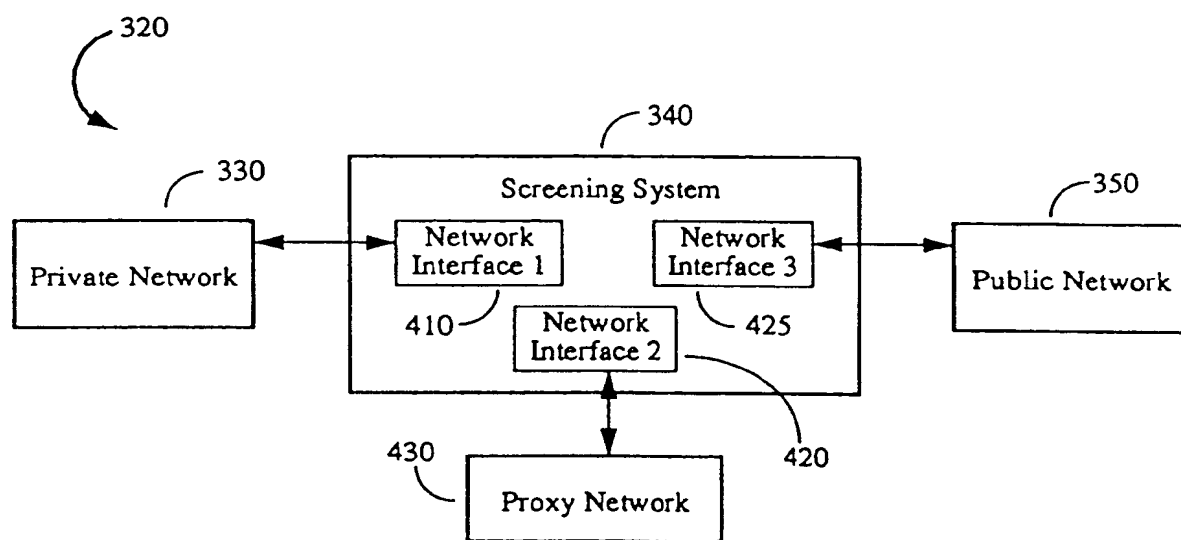 320
340
330
350
Screening System
Network
Interface 1
Network
Interface 3
Private Network
Public Network
410
425
Network
Interface 2
420
430
Proxy Network